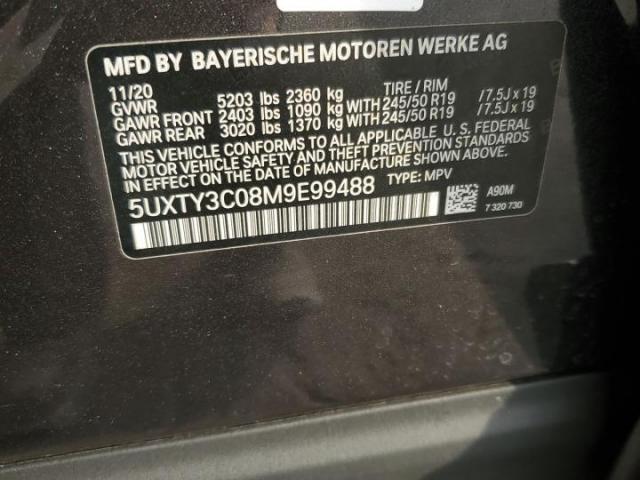 MFD BY BAYERISCHE MOTOREN WERKE AG
11/20 TIRE / RIM
GVWR 5203 lbs 2360 kg
GAWR FRONT 2403 lbs 1090 kg WITH 245/50 R19 /7.5J x 19
GAWR REAR 3020 lbs 1370 kg WITH 245/50 R19 /7.5J x 19
THIS VEHICLE CONFORMS TO ALL APPLICABLE U.S. FEDERAL
MOTOR VEHICLE SAFETY AND THEFT PREVENTION STANDARDS
IN EFFECT ON THE DATE OF MANUFACTURE SHOWN ABOVE.
5UXTY3C08M9E99488 TYPE: MPV
A90M
7 320 730